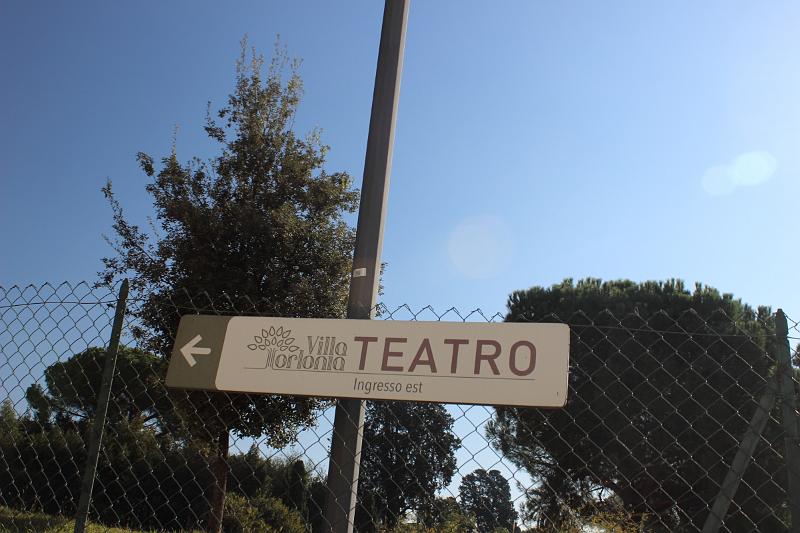 Villa
Torlonia
TEATRO
Ingresso est